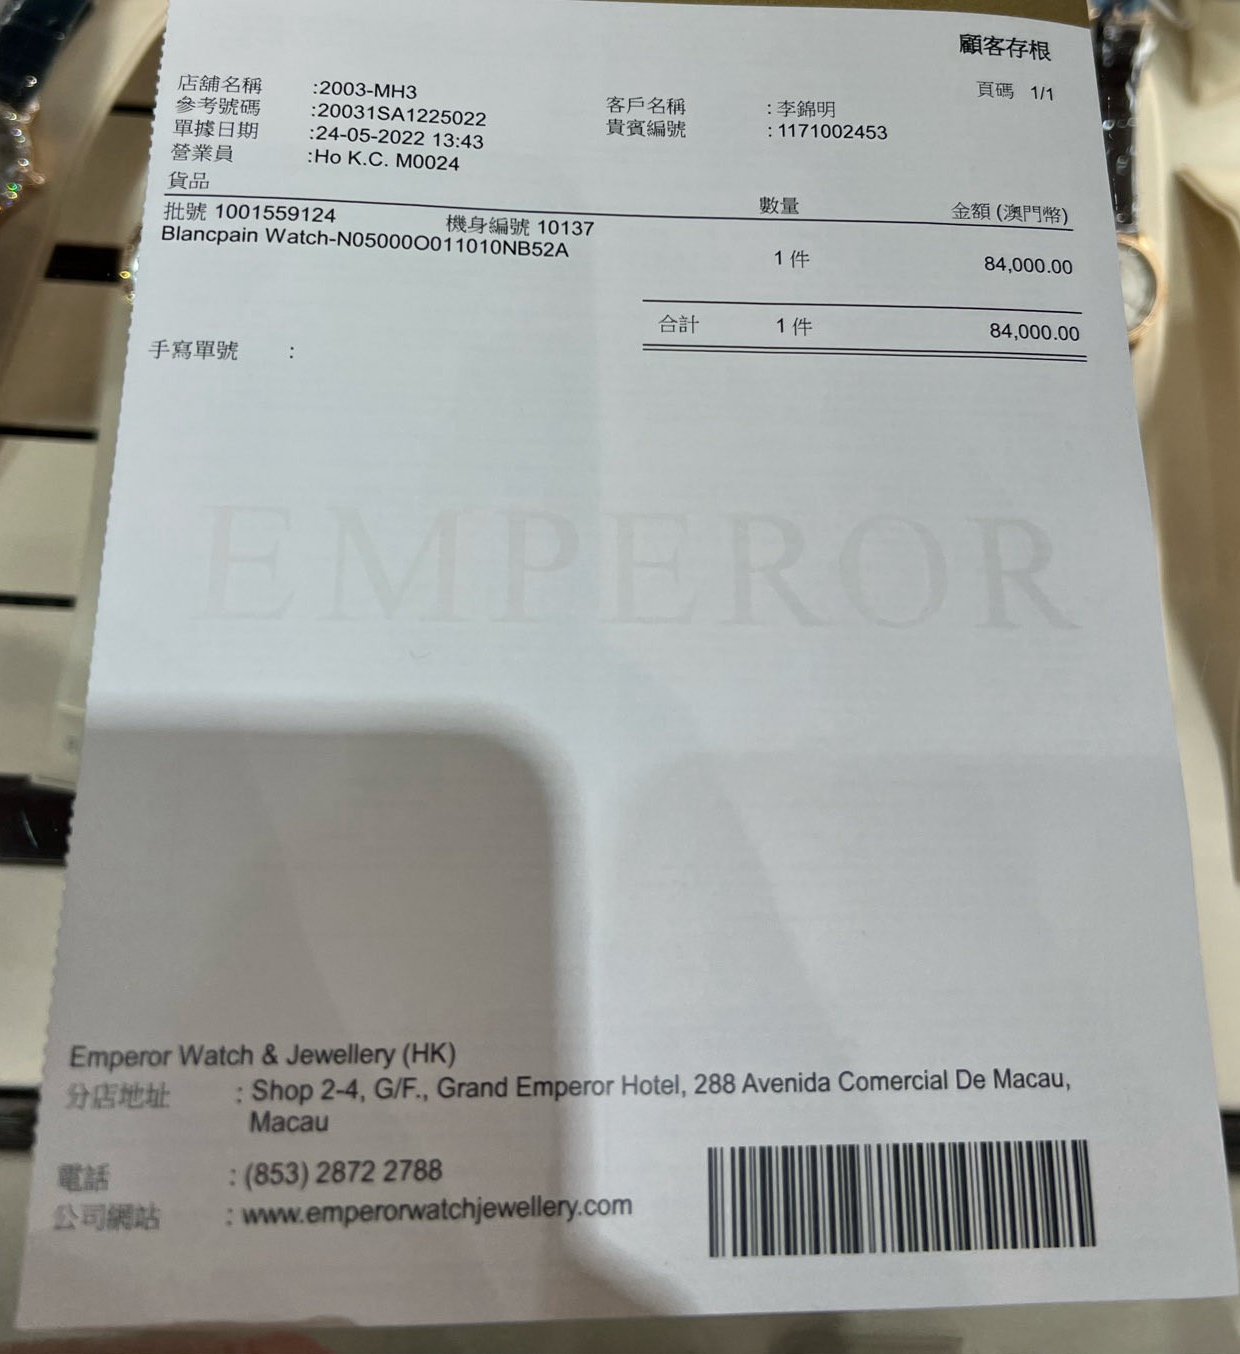 顧客存根
頁碼 1/1
店舖名稱 :2003-MH3
參考號碼 :20031SA1225022
單據日期 :24-05-2022 13:43
營業員 :Ho K.C. M0024
客戶名稱 : 李錦明
貴賓編號 : 1171002453
貨品 數量 金額 (澳門幣)
批號 1001559124 機身編號 10137
Blancpain Watch-N05000O011010NB52A 1 件 84,000.00
合計 1 件 84,000.00
手寫單號 :
EMPEROR
Emperor Watch & Jewellery (HK)
分店地址 : Shop 2-4, G/F., Grand Emperor Hotel, 288 Avenida Comercial De Macau,
Macau
電話 : (853) 2872 2788
公司網站 : www.emperorwatchjewellery.com